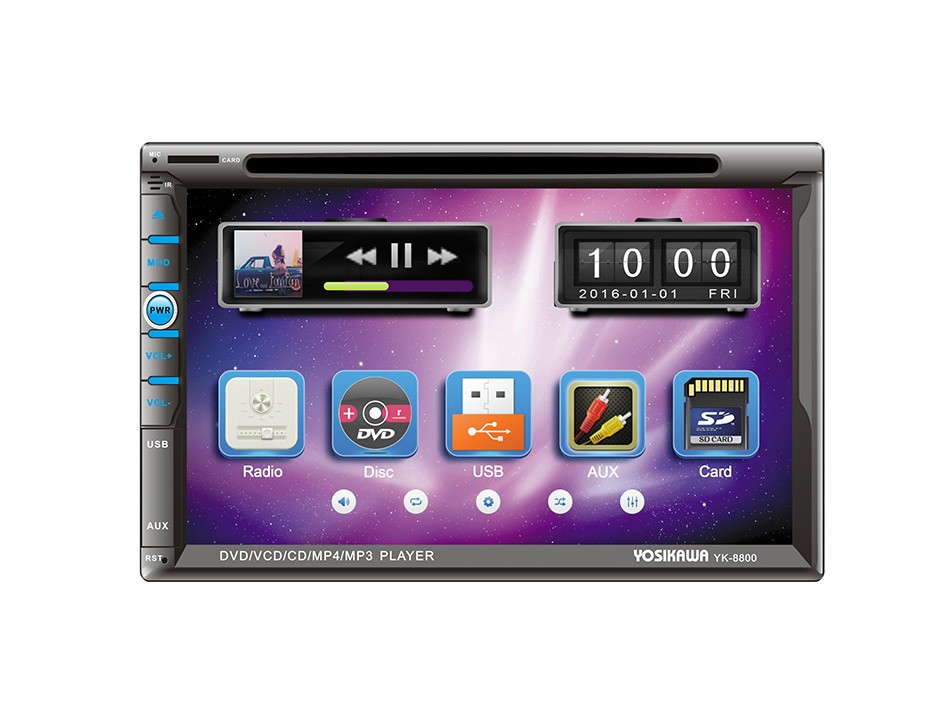 MIC
CARD
IR
MOD
PWR
VOL+
VOL-
USB
AUX
RST
Love
10 00
2016-01-01 FRI
r
DVD
SD
SD CARD
Radio
Disc
USB
AUX
Card
DVD/VCD/CD/MP4/MP3 PLAYER
YOSIKAWA YK-8800